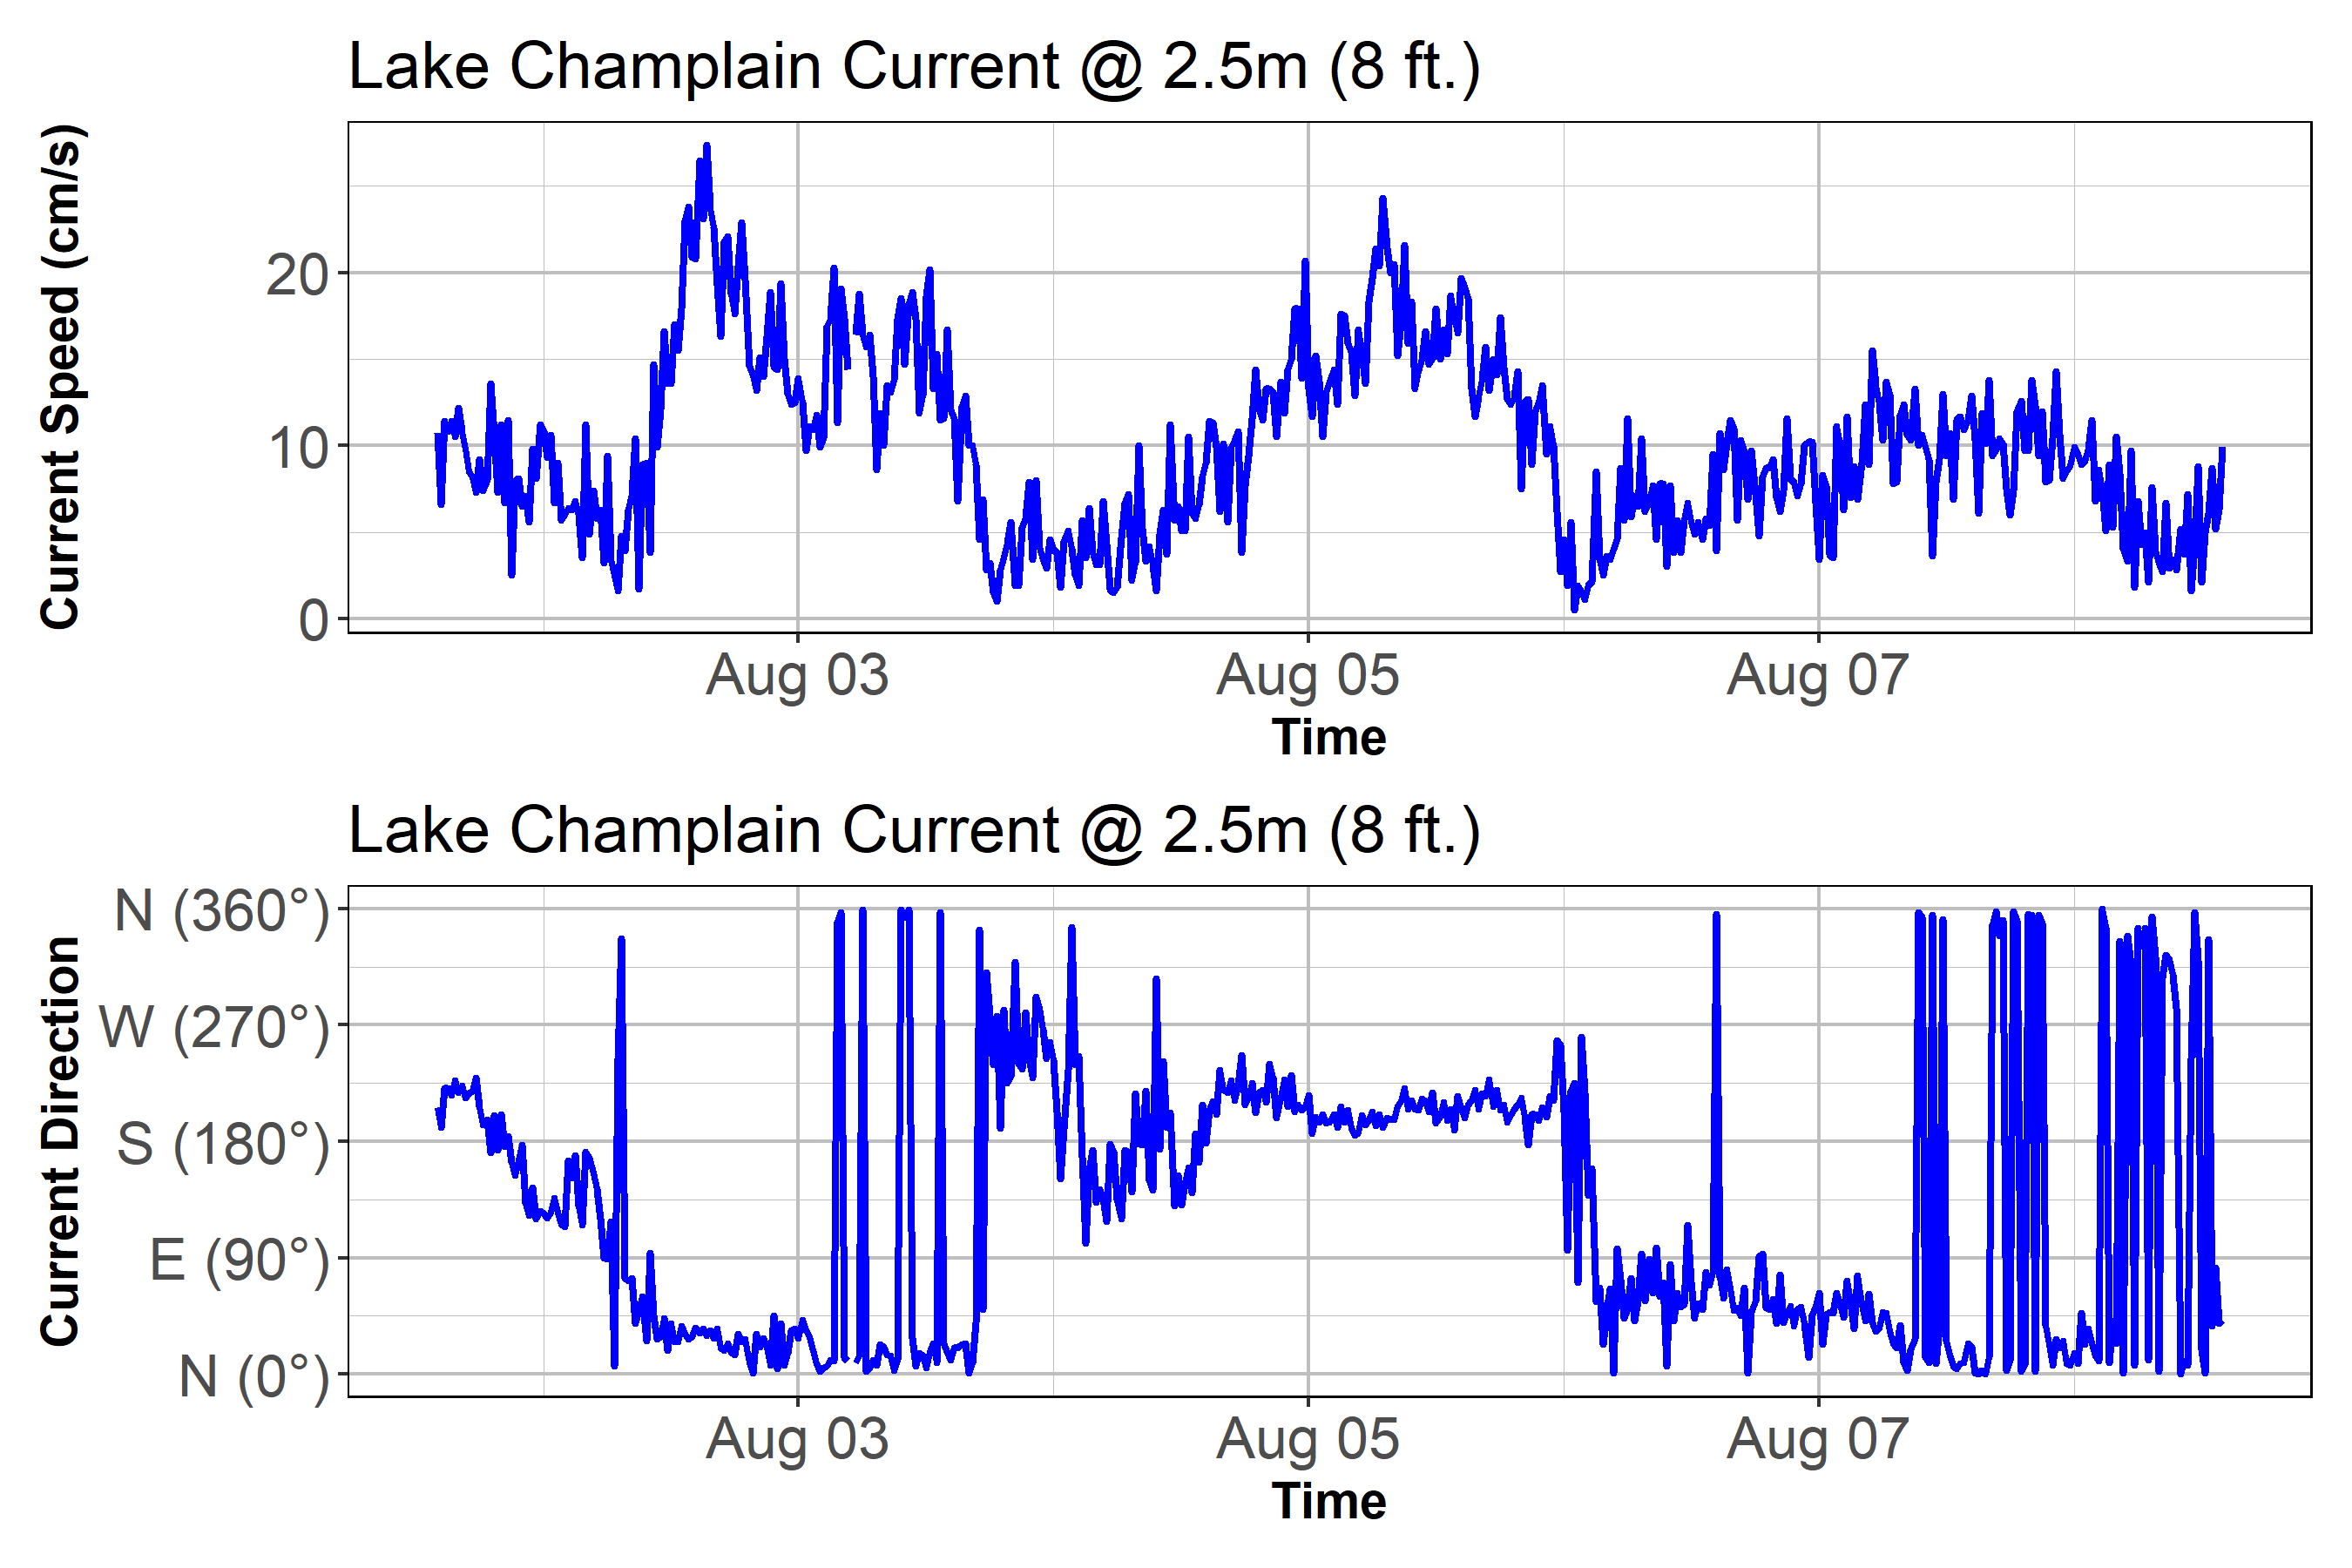 Lake Champlain Current @ 2.5m (8 ft.)
Current Speed (cm/s)
20
10
0
Aug 03 Aug 05 Aug 07
Time
Lake Champlain Current @ 2.5m (8 ft.)
Current Direction
N (360°)
W (270°)
S (180°)
E (90°)
N (0°)
Aug 03 Aug 05 Aug 07
Time